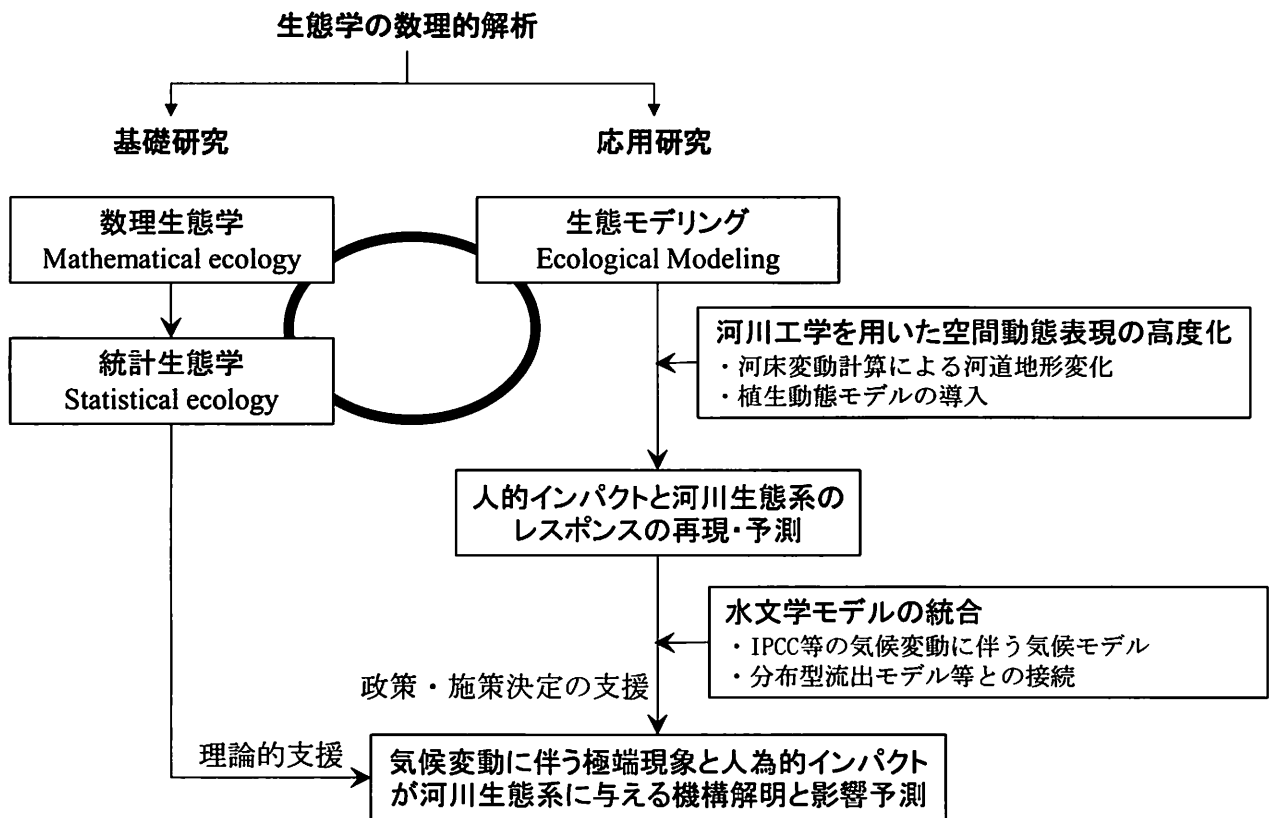 生態学の数理的解析
基礎研究
応用研究
数理生態学
Mathematical ecology
生態モデリング
Ecological Modeling
統計生態学
Statistical ecology
河川工学を用いた空間動態表現の高度化
・河床変動計算による河道地形変化
・植生動態モデルの導入
人的インパクトと河川生態系の
レスポンスの再現・予測
水文学モデルの統合
・IPCC等の気候変動に伴う気候モデル
・分布型流出モデル等との接続
政策・施策決定の支援
理論的支援
気候変動に伴う極端現象と人為的インパクト
が河川生態系に与える機構解明と影響予測